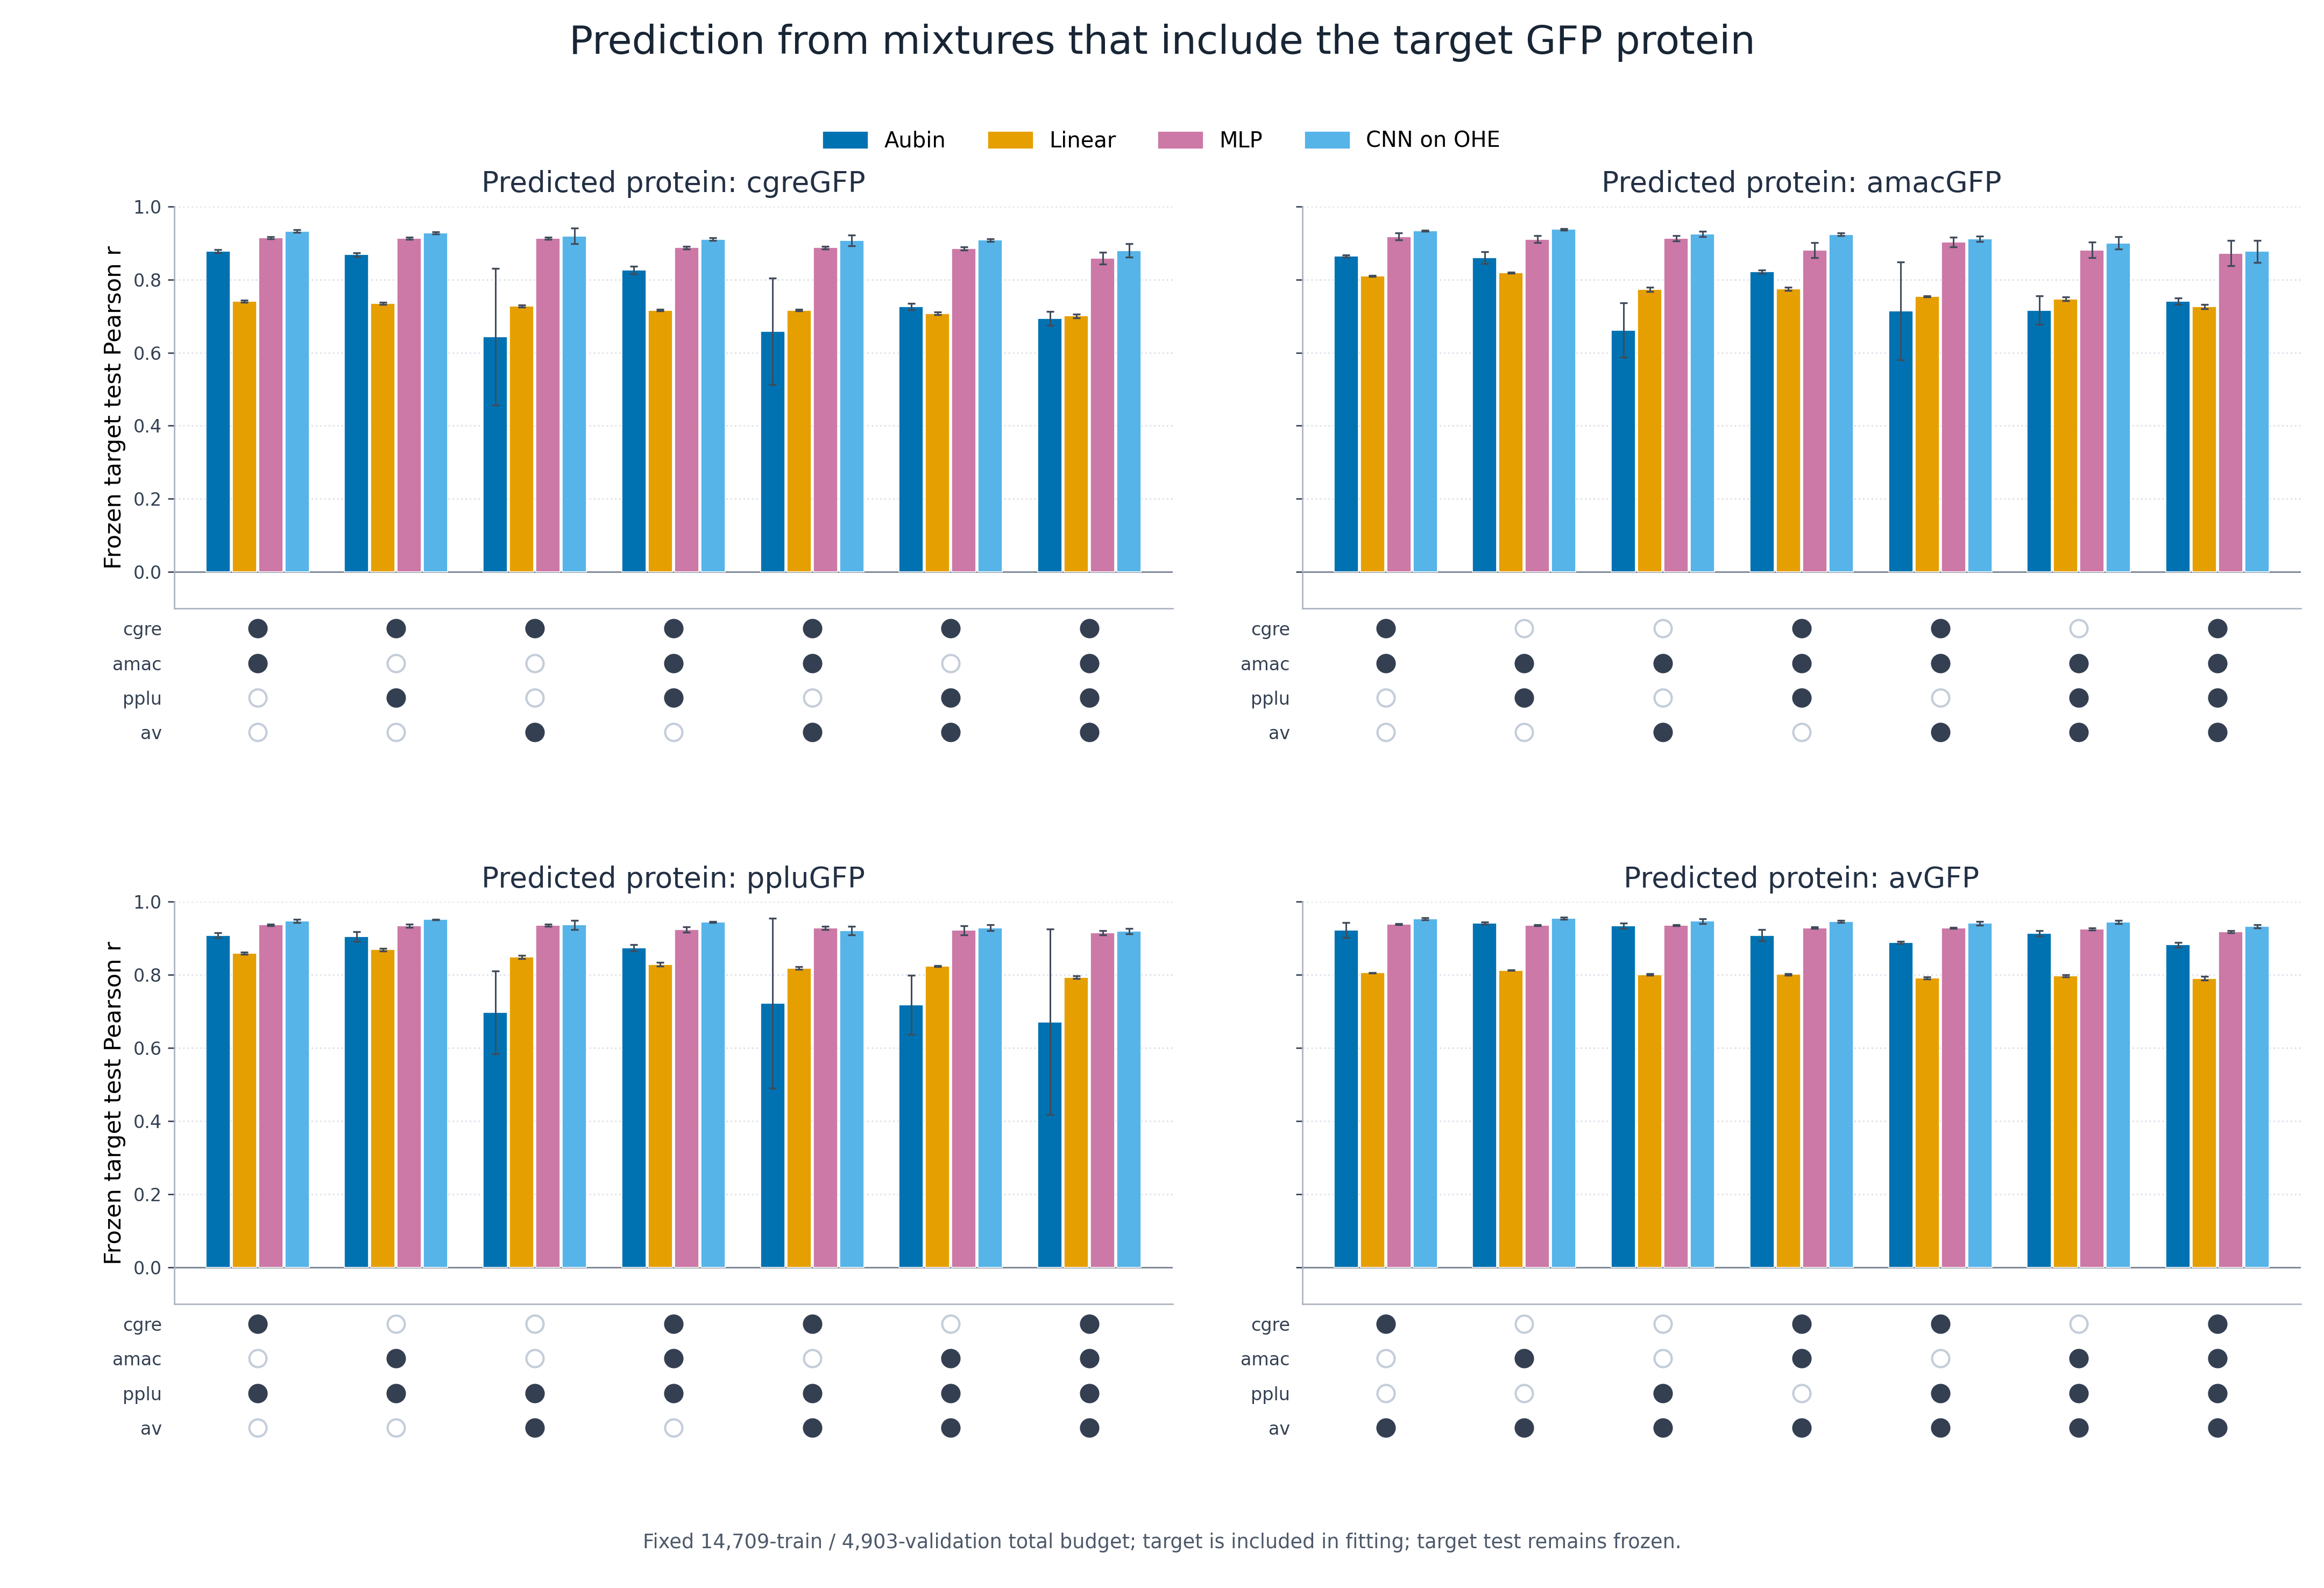 Prediction from mixtures that include the target GFP protein
Aubin
Linear
MLP
CNN on OHE
Predicted protein: cgreGFP
Frozen target test Pearson r
1.0
0.8
0.6
0.4
0.2
0.0
cgre
amac
pplu
av
Predicted protein: amacGFP
cgre
amac
pplu
av
Predicted protein: ppluGFP
Frozen target test Pearson r
1.0
0.8
0.6
0.4
0.2
0.0
cgre
amac
pplu
av
Predicted protein: avGFP
cgre
amac
pplu
av
Fixed 14,709-train / 4,903-validation total budget; target is included in fitting; target test remains frozen.